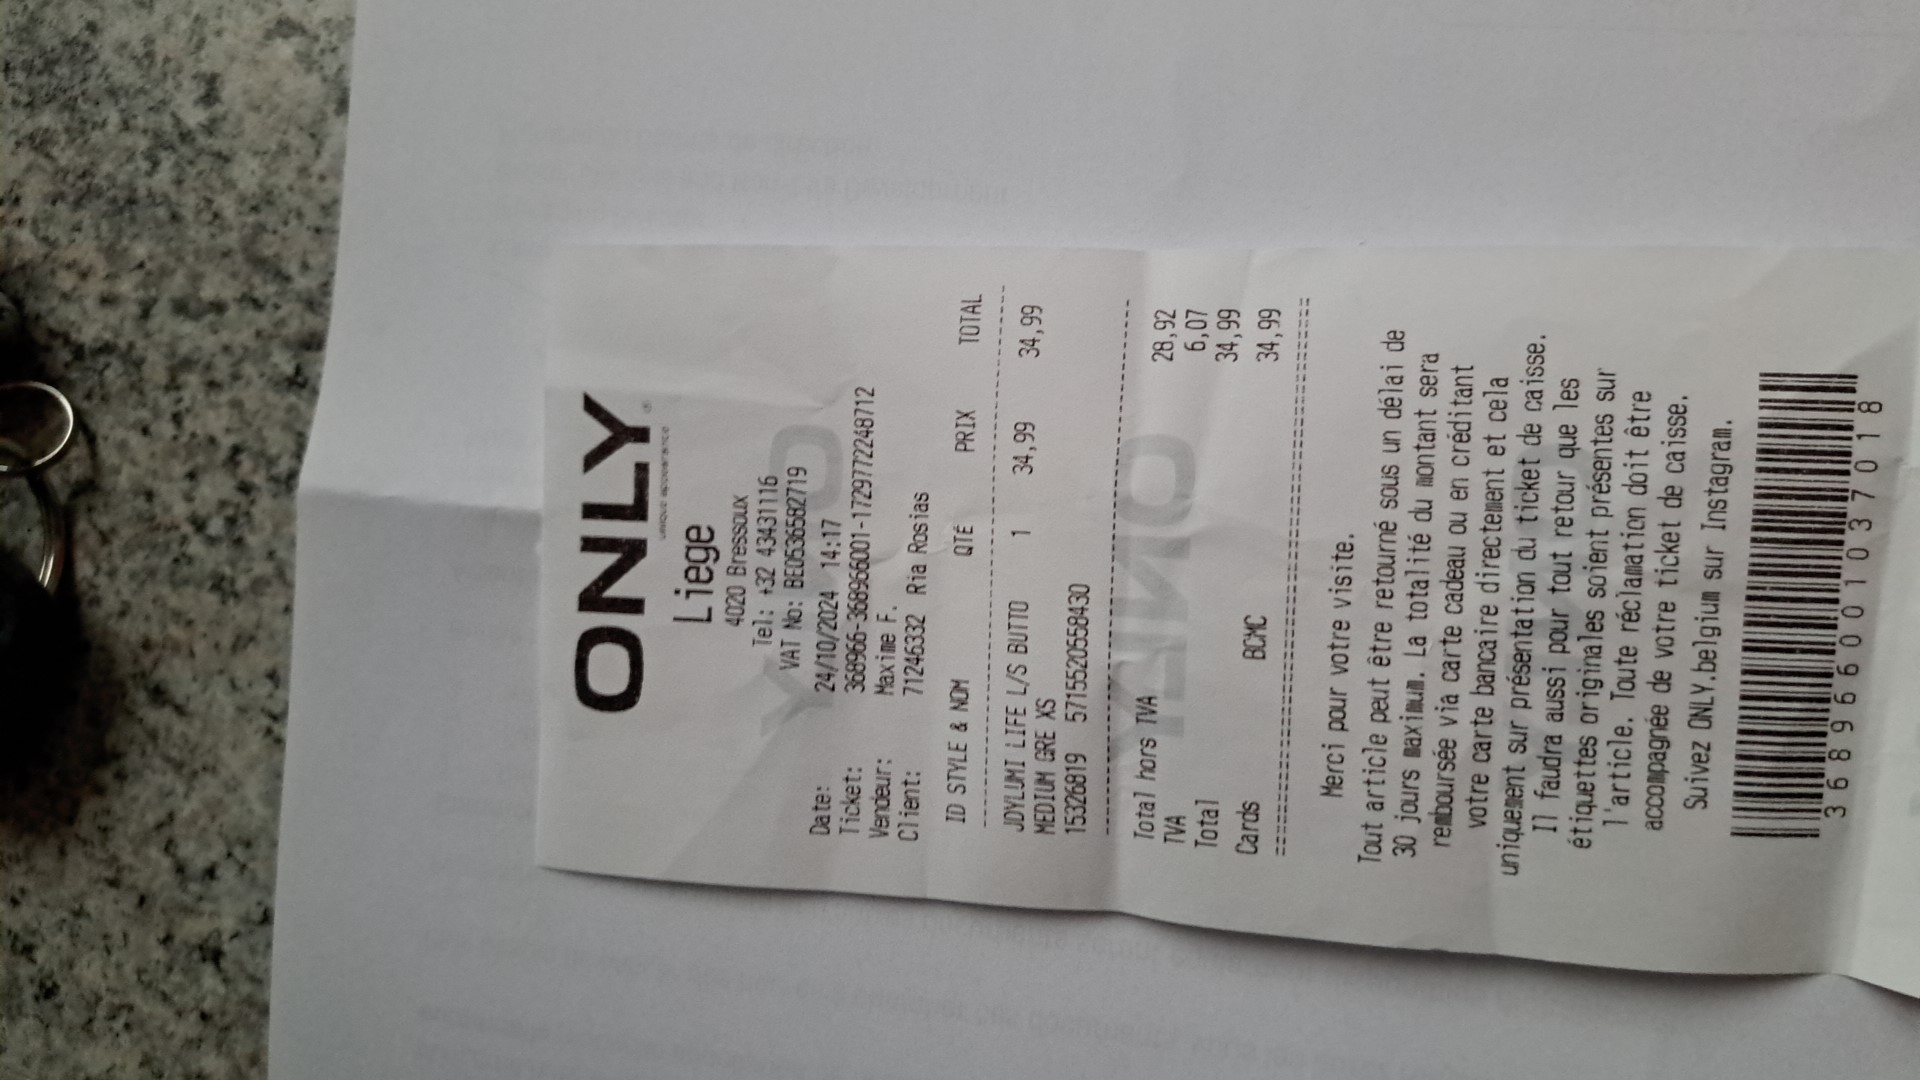 ONLY
Liege
4020 Bressoux
Tel: +32 43431116
VAT No: BE0536582719
Date: 24/10/2024 14:17
Ticket: 368966-368966001-1729772248712
Vendeur: Maxime F.
Client: 71246332 Ria Rosias
ID STYLE & NOM QTÉ PRIX TOTAL
JDYLUMI LIFE L/S BUTTO 1 34,99 34,99
MEDIUM GRE XS
15326819 5715520558430
Total hors TVA 28,92
TVA 6,07
Total 34,99
Cards BCMC 34,99
Merci pour votre visite.
Tout article peut être retourné sous un délai de
30 jours maximum. La totalité du montant sera
remboursée via carte cadeau ou en créditant
votre carte bancaire directement et cela
uniquement sur présentation du ticket de caisse.
Il faudra aussi pour tout retour que les
étiquettes originales soient présentes sur
l'article. Toute réclamation doit être
accompagnée de votre ticket de caisse.
Suivez ONLY.belgium sur Instagram.
368966001037018